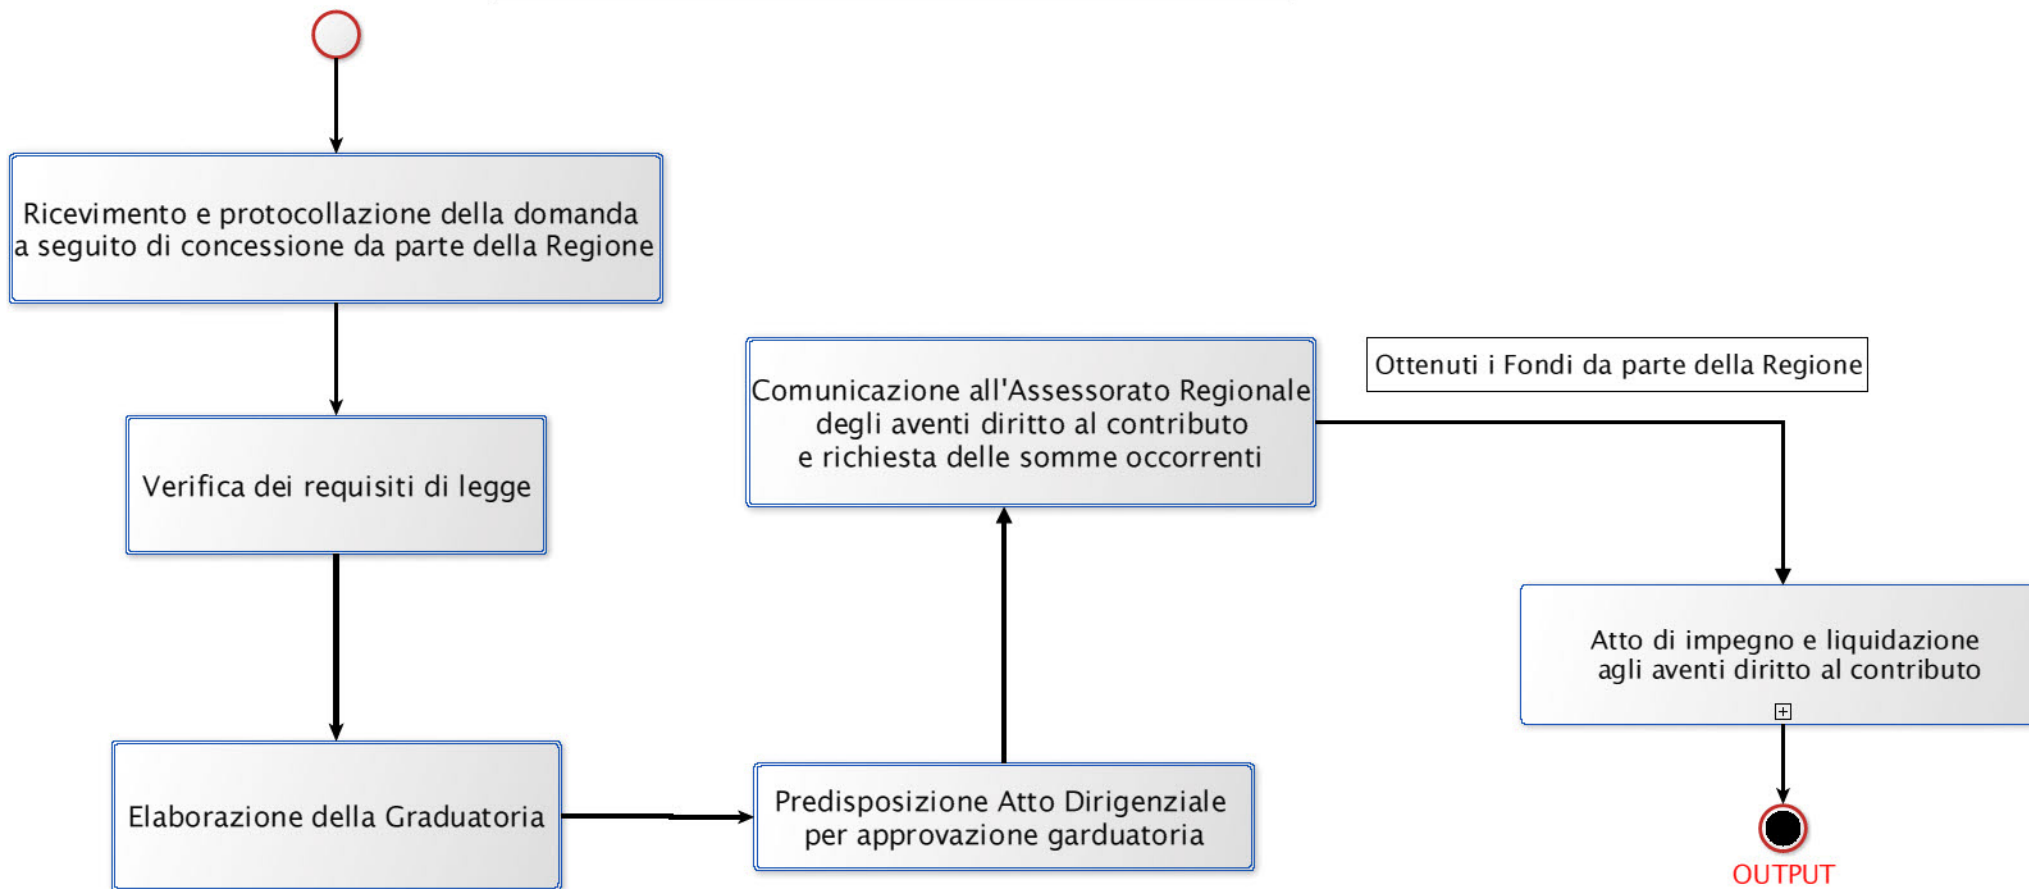 Ricevimento e protocollazione della domanda
a seguito di concessione da parte della Regione
Verifica dei requisiti di legge
Elaborazione della Graduatoria
Predisposizione Atto Dirigenziale
per approvazione garduatoria
Comunicazione all'Assessorato Regionale
degli aventi diritto al contributo
e richiesta delle somme occorrenti
Ottenuti i Fondi da parte della Regione
Atto di impegno e liquidazione
agli aventi diritto al contributo
OUTPUT